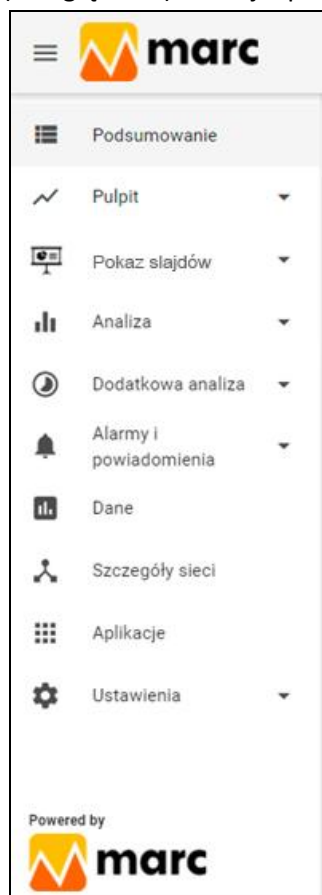 marc
Podsumowanie
Pulpit
Pokaz slajdów
Analiza
Dodatkowa analiza
Alarmy i
powiadomienia
Dane
Szczegóły sieci
Aplikacje
Ustawienia
Powered by
marc